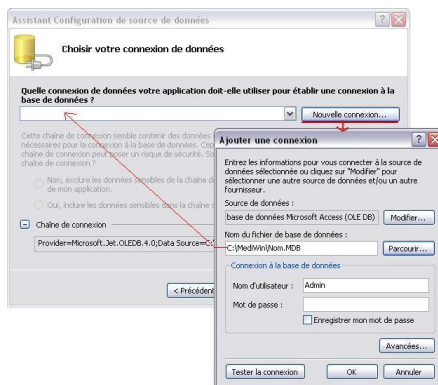 Assistant Configuration de source de données
Choisir votre connexion de données
Quelle connexion de données votre application doit-elle utiliser pour établir une connexion à la
base de données ?
Nouvelle connexion...
Cette chaîne de connexion semble contenir des données
nécessaires pour la connexion à la base de données. Cep
chaîne de connexion peut poser un risque de sécurité. So
chaîne de connexion ?
Non, exclure les données sensibles de la chaîne d
de mon application.
Oui, inclure les données sensibles dans la chaîne
Chaîne de connexion
Provider=Microsoft.Jet.OLEDB.4.0;Data Source=C:\
< Précédent
Ajouter une connexion
Entrez les informations pour vous connecter à la source de
données sélectionnée ou cliquez sur "Modifier" pour
sélectionner une autre source de données et/ou un autre
fournisseur.
Source de données :
base de données Microsoft Access (OLE DB)
Modifier...
Nom du fichier de base de données :
C:\MediWin\Nom.MDB
Parcourir...
Connexion à la base de données
Nom d'utilisateur :
Admin
Mot de passe :
Enregistrer mon mot de passe
Avancées...
Tester la connexion
OK
Annuler